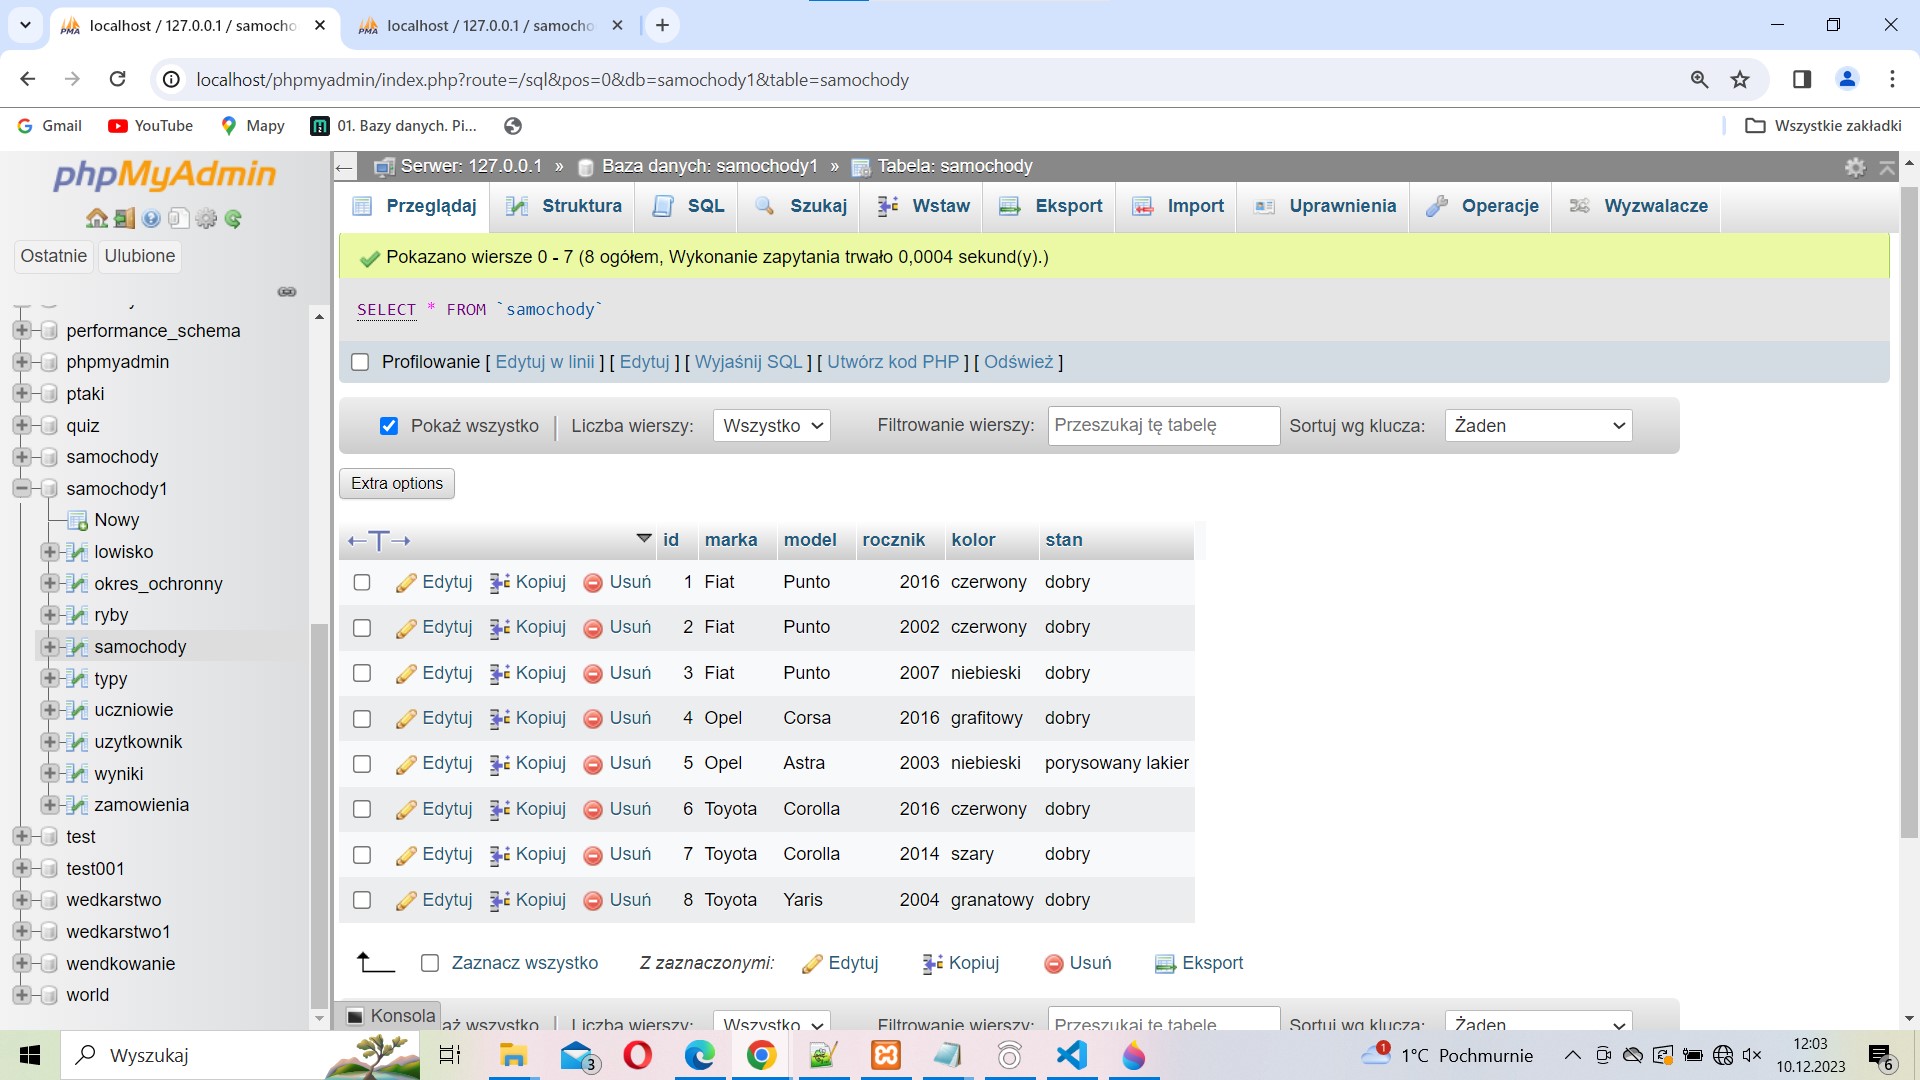 localhost / 127.0.0.1 / samocho
localhost / 127.0.0.1 / samocho
localhost/phpmyadmin/index.php?route=/sql&pos=0&db=samochody1&table=samochody
Gmail
YouTube
Mapy
01. Bazy danych. Pi...
Wszystkie zakładki
phpMyAdmin
Ostatnie
Ulubione
performance_schema
phpmyadmin
ptaki
quiz
samochody
samochody1
Nowy
lowisko
okres_ochronny
ryby
samochody
typy
uczniowie
uzytkownik
wyniki
zamowienia
test
test001
wedkarstwo
wedkarstwo1
wendkowanie
world
Serwer: 127.0.0.1 » Baza danych: samochody1 » Tabela: samochody
Przeglądaj
Struktura
SQL
Szukaj
Wstaw
Eksport
Import
Uprawnienia
Operacje
Wyzwalacze
Pokazano wiersze 0 - 7 (8 ogółem, Wykonanie zapytania trwało 0,0004 sekund(y).)
SELECT * FROM `samochody`
Profilowanie [ Edytuj w linii ] [ Edytuj ] [ Wyjaśnij SQL ] [ Utwórz kod PHP ] [ Odśwież ]
Pokaż wszystko | Liczba wierszy: Wszystko Filtrowanie wierszy: Przeszukaj tę tabelę Sortuj wg klucza: Żaden
Extra options
←T→ id marka model rocznik kolor stan
Edytuj Kopiuj Usuń 1 Fiat Punto 2016 czerwony dobry
Edytuj Kopiuj Usuń 2 Fiat Punto 2002 czerwony dobry
Edytuj Kopiuj Usuń 3 Fiat Punto 2007 niebieski dobry
Edytuj Kopiuj Usuń 4 Opel Corsa 2016 grafitowy dobry
Edytuj Kopiuj Usuń 5 Opel Astra 2003 niebieski porysowany lakier
Edytuj Kopiuj Usuń 6 Toyota Corolla 2016 czerwony dobry
Edytuj Kopiuj Usuń 7 Toyota Corolla 2014 szary dobry
Edytuj Kopiuj Usuń 8 Toyota Yaris 2004 granatowy dobry
Zaznacz wszystko Z zaznaczonymi: Edytuj Kopiuj Usuń Eksport
Konsola
aż wszystko | Liczba wierszy: Wszystko Filtrowanie wierszy: Przeszukaj tę tabelę Sortuj wg klucza: Żaden
Wyszukaj
3
1
1°C Pochmurnie
12:03
10.12.2023
6